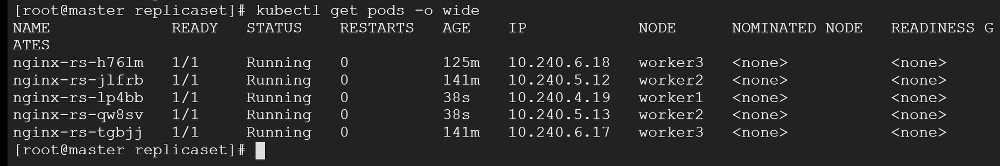 [root@master replicaset]# kubectl get pods -o wide
NAME             READY   STATUS    RESTARTS   AGE    IP            NODE      NOMINATED NODE   READINESS G
ATES
nginx-rs-h76lm   1/1     Running   0          125m   10.240.6.18   worker3   <none>           <none>
nginx-rs-jlfrb   1/1     Running   0          141m   10.240.5.12   worker2   <none>           <none>
nginx-rs-lp4bb   1/1     Running   0          38s    10.240.4.19   worker1   <none>           <none>
nginx-rs-qw8sv   1/1     Running   0          38s    10.240.5.13   worker2   <none>           <none>
nginx-rs-tgbjj   1/1     Running   0          141m   10.240.6.17   worker3   <none>           <none>
[root@master replicaset]#